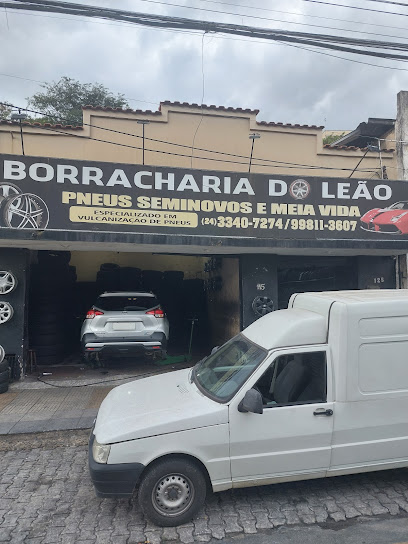 BORRACHARIA DO LEÃO
PNEUS SEMINOVOS E MEIA VIDA
ESPECIALIZADO EM
VULCANIZAÇÃO DE PNEUS
(24) 3340-7274/99811-3607